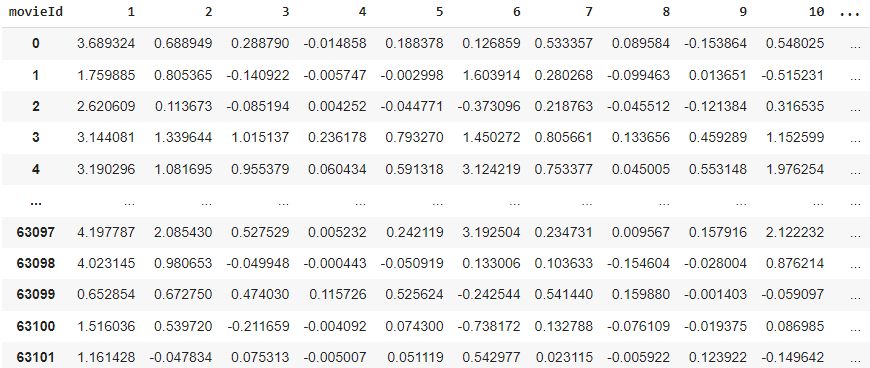 movieId 1 2 3 4 5 6 7 8 9 10 ...
0 3.689324 0.688949 0.288790 -0.014858 0.188378 0.126859 0.533357 0.089584 -0.153864 0.548025 ...
1 1.759885 0.805365 -0.140922 -0.005747 -0.002998 1.603914 0.280268 -0.099463 0.013651 -0.515231 ...
2 2.620609 0.113673 -0.085194 0.004252 -0.044771 -0.373096 0.218763 -0.045512 -0.121384 0.316535 ...
3 3.144081 1.339644 1.015137 0.236178 0.793270 1.450272 0.805661 0.133656 0.459289 1.152599 ...
4 3.190296 1.081695 0.955379 0.060434 0.591318 3.124219 0.753377 0.045005 0.553148 1.976254 ...
... ... ... ... ... ... ... ... ... ... ... ...
63097 4.197787 2.085430 0.527529 0.005232 0.242119 3.192504 0.234731 0.009567 0.157916 2.122232 ...
63098 4.023145 0.980653 -0.049948 -0.000443 -0.050919 0.133006 0.103633 -0.154604 -0.028004 0.876214 ...
63099 0.652854 0.672750 0.474030 0.115726 0.525624 -0.242544 0.541440 0.159880 -0.001403 -0.059097 ...
63100 1.516036 0.539720 -0.211659 -0.004092 0.074300 -0.738172 0.132788 -0.076109 -0.019375 0.086985 ...
63101 1.161428 -0.047834 0.075313 -0.005007 0.051119 0.542977 0.023115 -0.005922 0.123922 -0.149642 ...